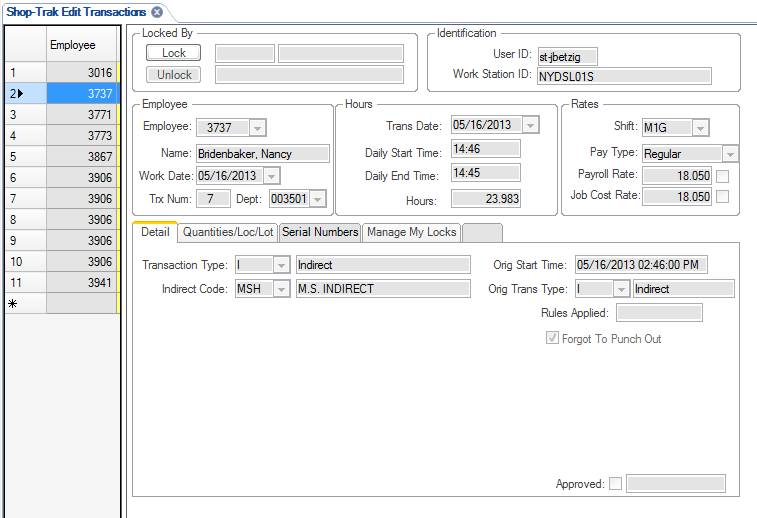 Shop-Trak Edit Transactions
Employee
1 3016
2 3737
3 3771
4 3773
5 3867
6 3906
7 3906
8 3906
9 3906
10 3906
11 3941
Locked By
Lock
Unlock
Identification
User ID: st-jbetzig
Work Station ID: NYDSL01S
Employee
Employee: 3737
Name: Bridenbaker, Nancy
Work Date: 05/16/2013
Trx Num: 7 Dept: 003501
Hours
Trans Date: 05/16/2013
Daily Start Time: 14:46
Daily End Time: 14:45
Hours: 23.983
Rates
Shift: M1G
Pay Type: Regular
Payroll Rate: 18.050
Job Cost Rate: 18.050
Detail Quantities/Loc/Lot Serial Numbers Manage My Locks
Transaction Type: I Indirect
Indirect Code: MSH M.S. INDIRECT
Orig Start Time: 05/16/2013 02:46:00 PM
Orig Trans Type: I Indirect
Rules Applied:
Forgot To Punch Out
Approved: